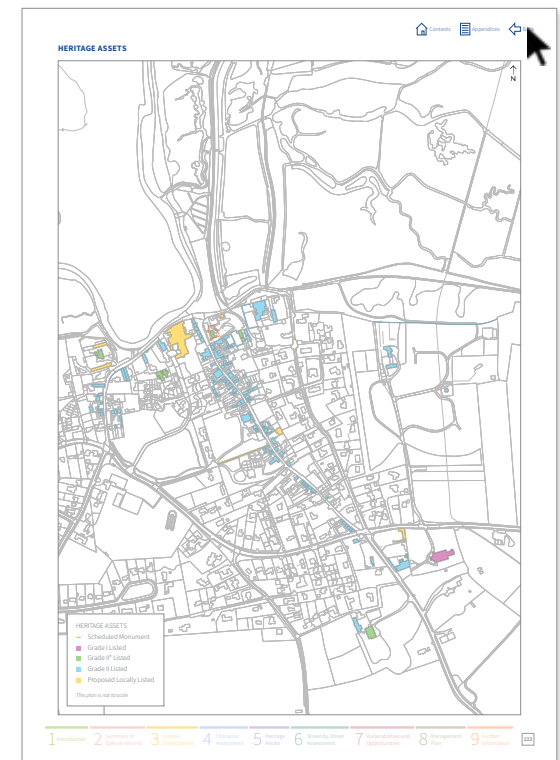 Contents
Appendices
HERITAGE ASSETS
N
HERITAGE ASSETS
Scheduled Monument
Grade I Listed
Grade II* Listed
Grade II Listed
Proposed Locally Listed
This plan is not to scale
1 Introduction
2 Summary of
Special Interest
3 Historic
Development
4 Character
Assessment
5 Heritage
Assets
6 Street by Street
Assessment
7 Vulnerabilities and
Opportunities
8 Management
Plan
9 Further
Information
133